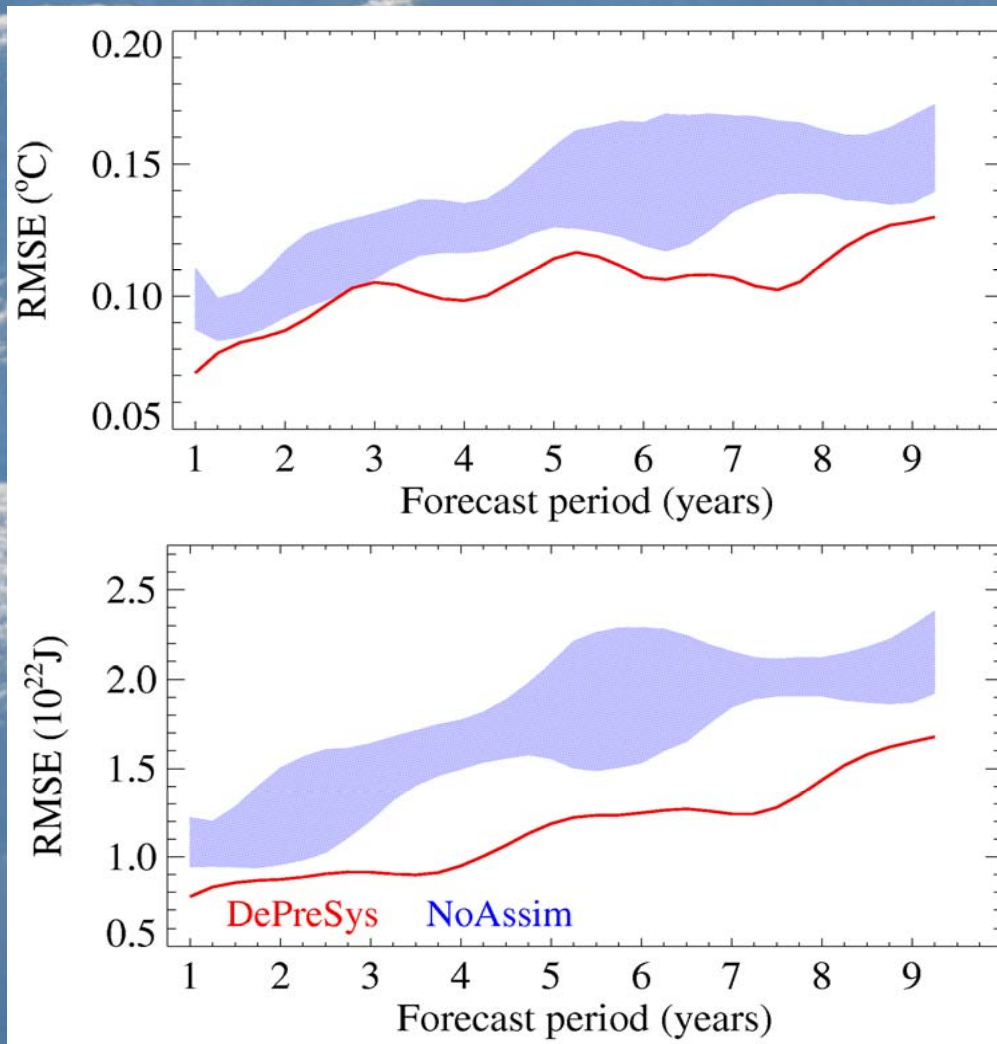 0.20
0.15
0.10
0.05
RMSE (°C)
1 2 3 4 5 6 7 8 9
Forecast period (years)
2.5
2.0
1.5
1.0
0.5
RMSE (10²²J)
DePreSys NoAssim
1 2 3 4 5 6 7 8 9
Forecast period (years)